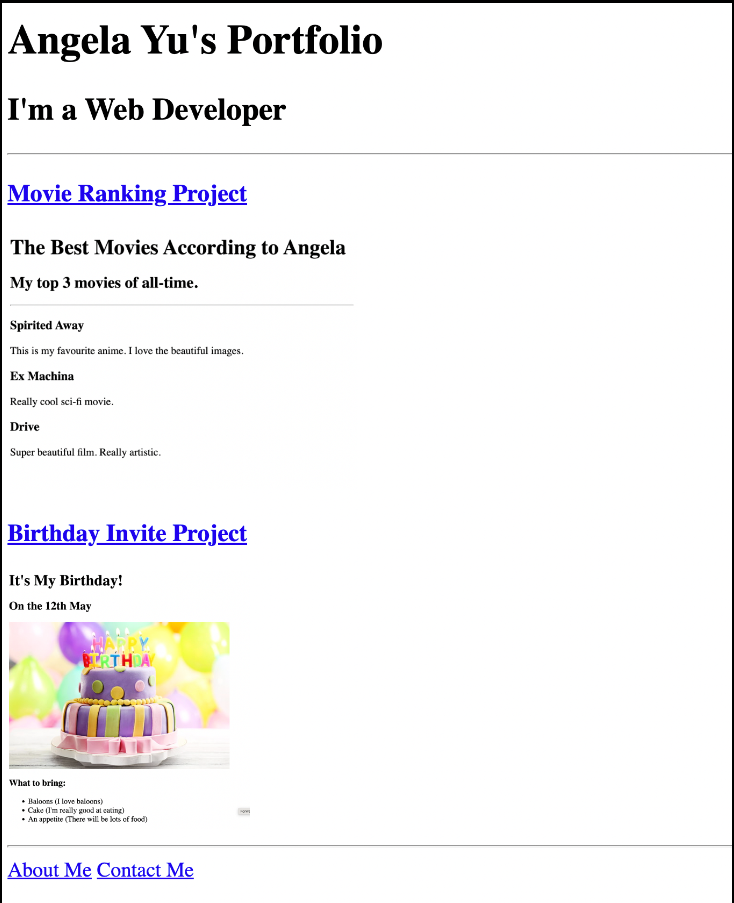 Angela Yu's Portfolio
I'm a Web Developer
Movie Ranking Project
The Best Movies According to Angela
My top 3 movies of all-time.
Spirited Away
This is my favourite anime. I love the beautiful images.
Ex Machina
Really cool sci-fi movie.
Drive
Super beautiful film. Really artistic.
Birthday Invite Project
It's My Birthday!
On the 12th May
HAPPY
BIRTHDAY
What to bring:
• Baloons (I love baloons)
• Cake (I'm really good at eating)
• An appetite (There will be lots of food)
About Me Contact Me